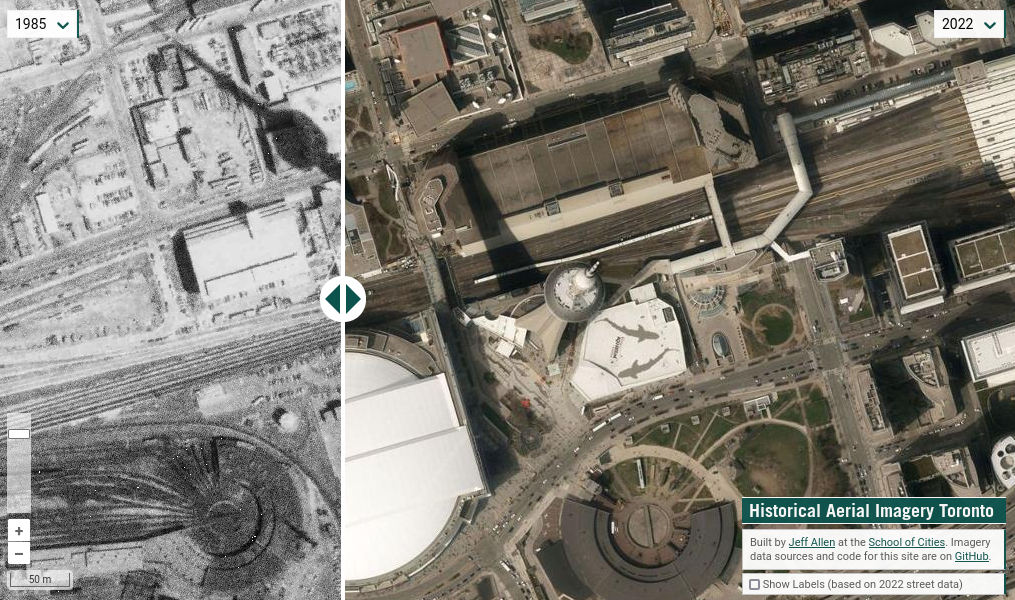 1985
2022
+
–
50 m
Historical Aerial Imagery Toronto
Built by Jeff Allen at the School of Cities. Imagery
data sources and code for this site are on GitHub.
Show Labels (based on 2022 street data)